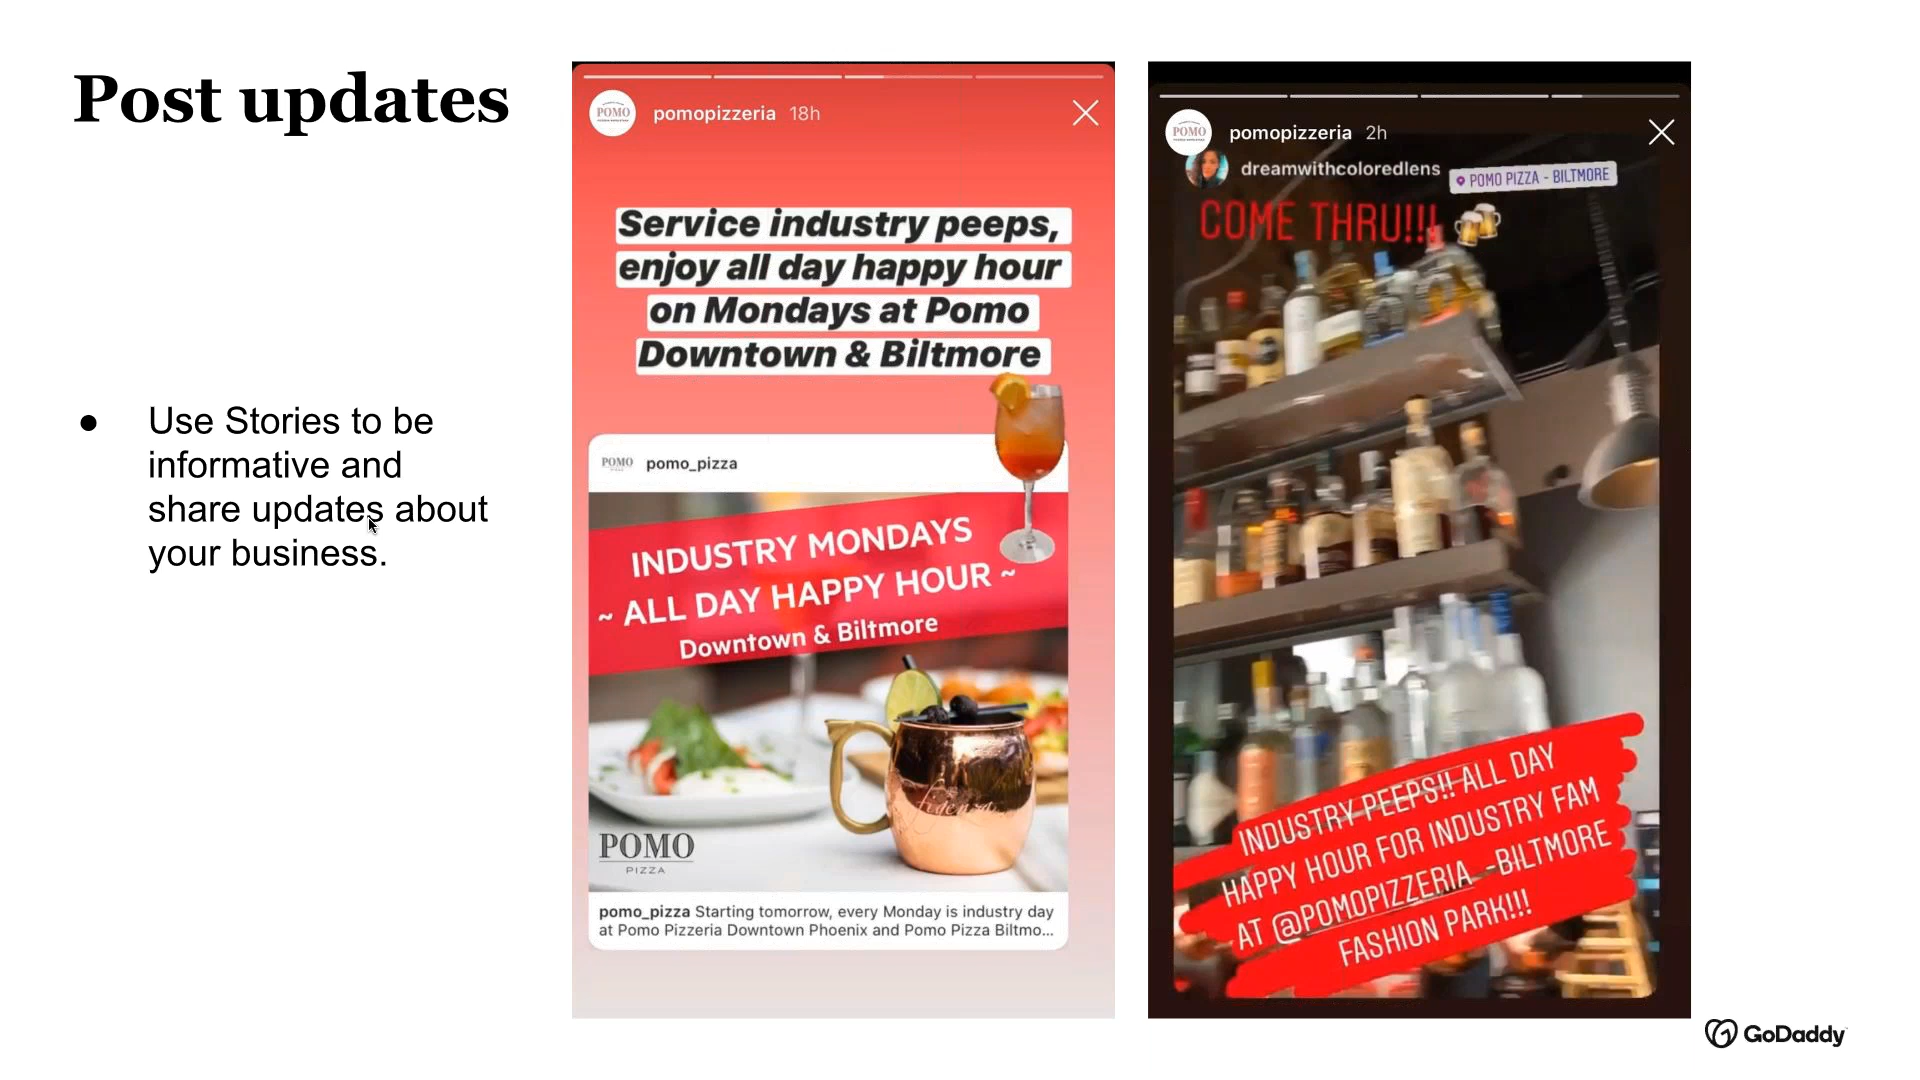 Post updates
● Use Stories to be
informative and
share updates about
your business.
POMO
pomopizzeria 18h
Service industry peeps,
enjoy all day happy hour
on Mondays at Pomo
Downtown & Biltmore
POMO
pomo_pizza
INDUSTRY MONDAYS
~ ALL DAY HAPPY HOUR ~
Downtown & Biltmore
POMO
PIZZA
pomo_pizza Starting tomorrow, every Monday is industry day
at Pomo Pizzeria Downtown Phoenix and Pomo Pizza Biltmo...
POMO
pomopizzeria 2h
dreamwithcoloredlens
POMO PIZZA - BILTMORE
COME THRU!!!
INDUSTRY PEEPS!! ALL DAY
HAPPY HOUR FOR INDUSTRY FAM
AT @POMOPIZZERIA -BILTMORE
FASHION PARK!!!
GoDaddy